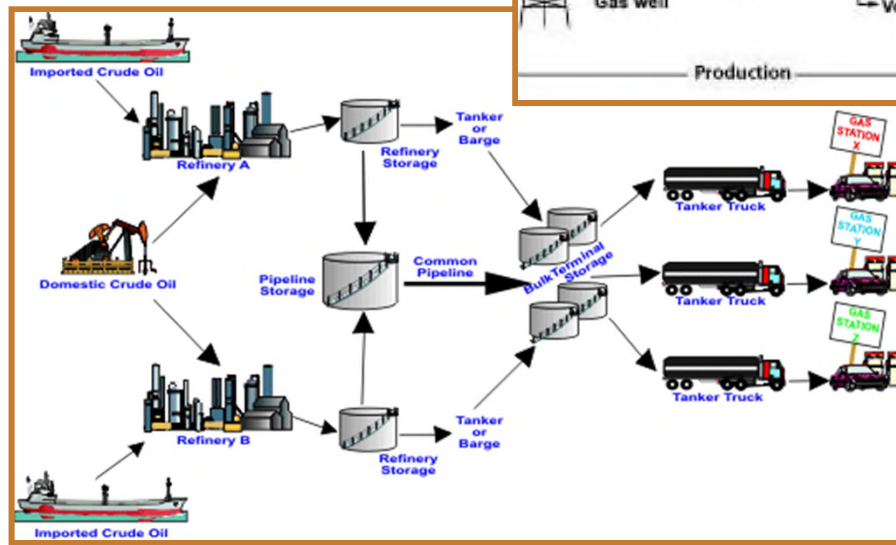 Gas well
Production
Imported Crude Oil
Refinery A
Refinery
Storage
Tanker
or
Barge
Domestic Crude Oil
Pipeline
Storage
Common
Pipeline
Bulk Terminal
Storage
Tanker Truck
GAS
STATION
X
Tanker Truck
GAS
STATION
Y
Tanker Truck
GAS
STATION
Z
Refinery B
Refinery
Storage
Tanker
or
Barge
Imported Crude Oil